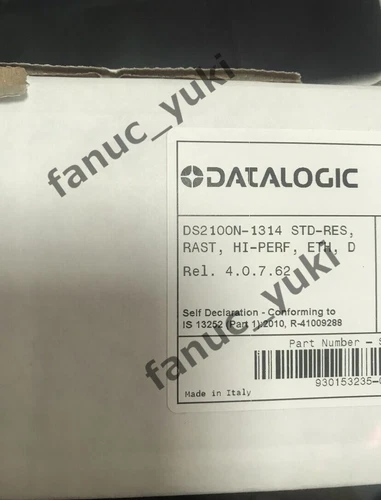 fanuc_yuki
DATALOGIC
DS2100N-1314 STD-RES,
RAST, HI-PERF, ETH, D
Rel. 4.0.7.62
fanuc_yuki
Self Declaration - Conforming to
IS 13252 (Part 1):2010, R-41009288
Part Number - S
930153235-0
Made in Italy
fanuc_yuki